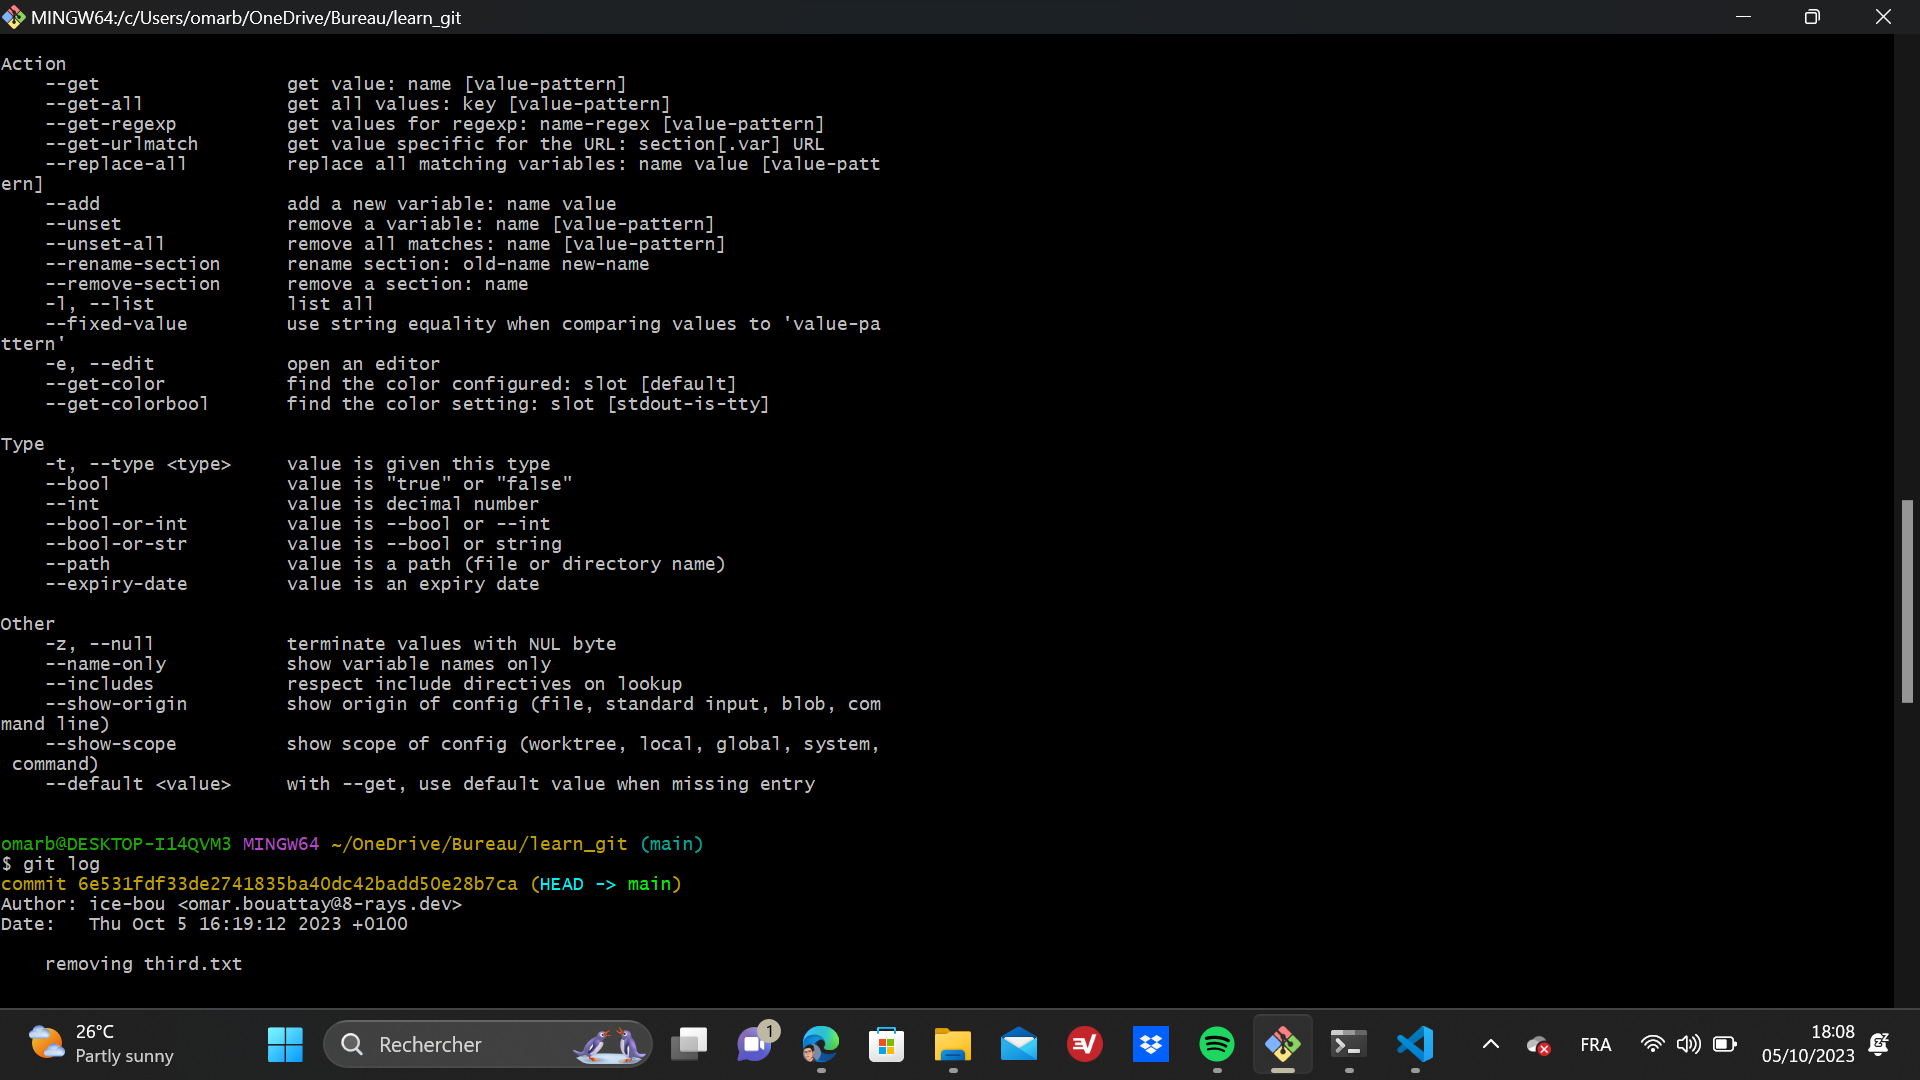 MINGW64:/c/Users/omarb/OneDrive/Bureau/learn_git
Action
    --get                 get value: name [value-pattern]
    --get-all             get all values: key [value-pattern]
    --get-regexp          get values for regexp: name-regex [value-pattern]
    --get-urlmatch        get value specific for the URL: section[.var] URL
    --replace-all         replace all matching variables: name value [value-patt
ern]
    --add                 add a new variable: name value
    --unset               remove a variable: name [value-pattern]
    --unset-all           remove all matches: name [value-pattern]
    --rename-section      rename section: old-name new-name
    --remove-section      remove a section: name
    -l, --list            list all
    --fixed-value         use string equality when comparing values to 'value-pa
ttern'
    -e, --edit            open an editor
    --get-color           find the color configured: slot [default]
    --get-colorbool       find the color setting: slot [stdout-is-tty]
Type
    -t, --type <type>     value is given this type
    --bool                value is "true" or "false"
    --int                 value is decimal number
    --bool-or-int         value is --bool or --int
    --bool-or-str         value is --bool or string
    --path                value is a path (file or directory name)
    --expiry-date         value is an expiry date
Other
    -z, --null            terminate values with NUL byte
    --name-only           show variable names only
    --includes            respect include directives on lookup
    --show-origin         show origin of config (file, standard input, blob, com
mand line)
    --show-scope          show scope of config (worktree, local, global, system,
 command)
    --default <value>     with --get, use default value when missing entry
omarb@DESKTOP-I14QVM3 MINGW64 ~/OneDrive/Bureau/learn_git (main)
$ git log
commit 6e531fdf33de2741835ba40dc42badd50e28b7ca (HEAD -> main)
Author: ice-bou <omar.bouattay@8-rays.dev>
Date:   Thu Oct 5 16:19:12 2023 +0100
    removing third.txt
26°C
Partly sunny
Rechercher
1
FRA
18:08
05/10/2023